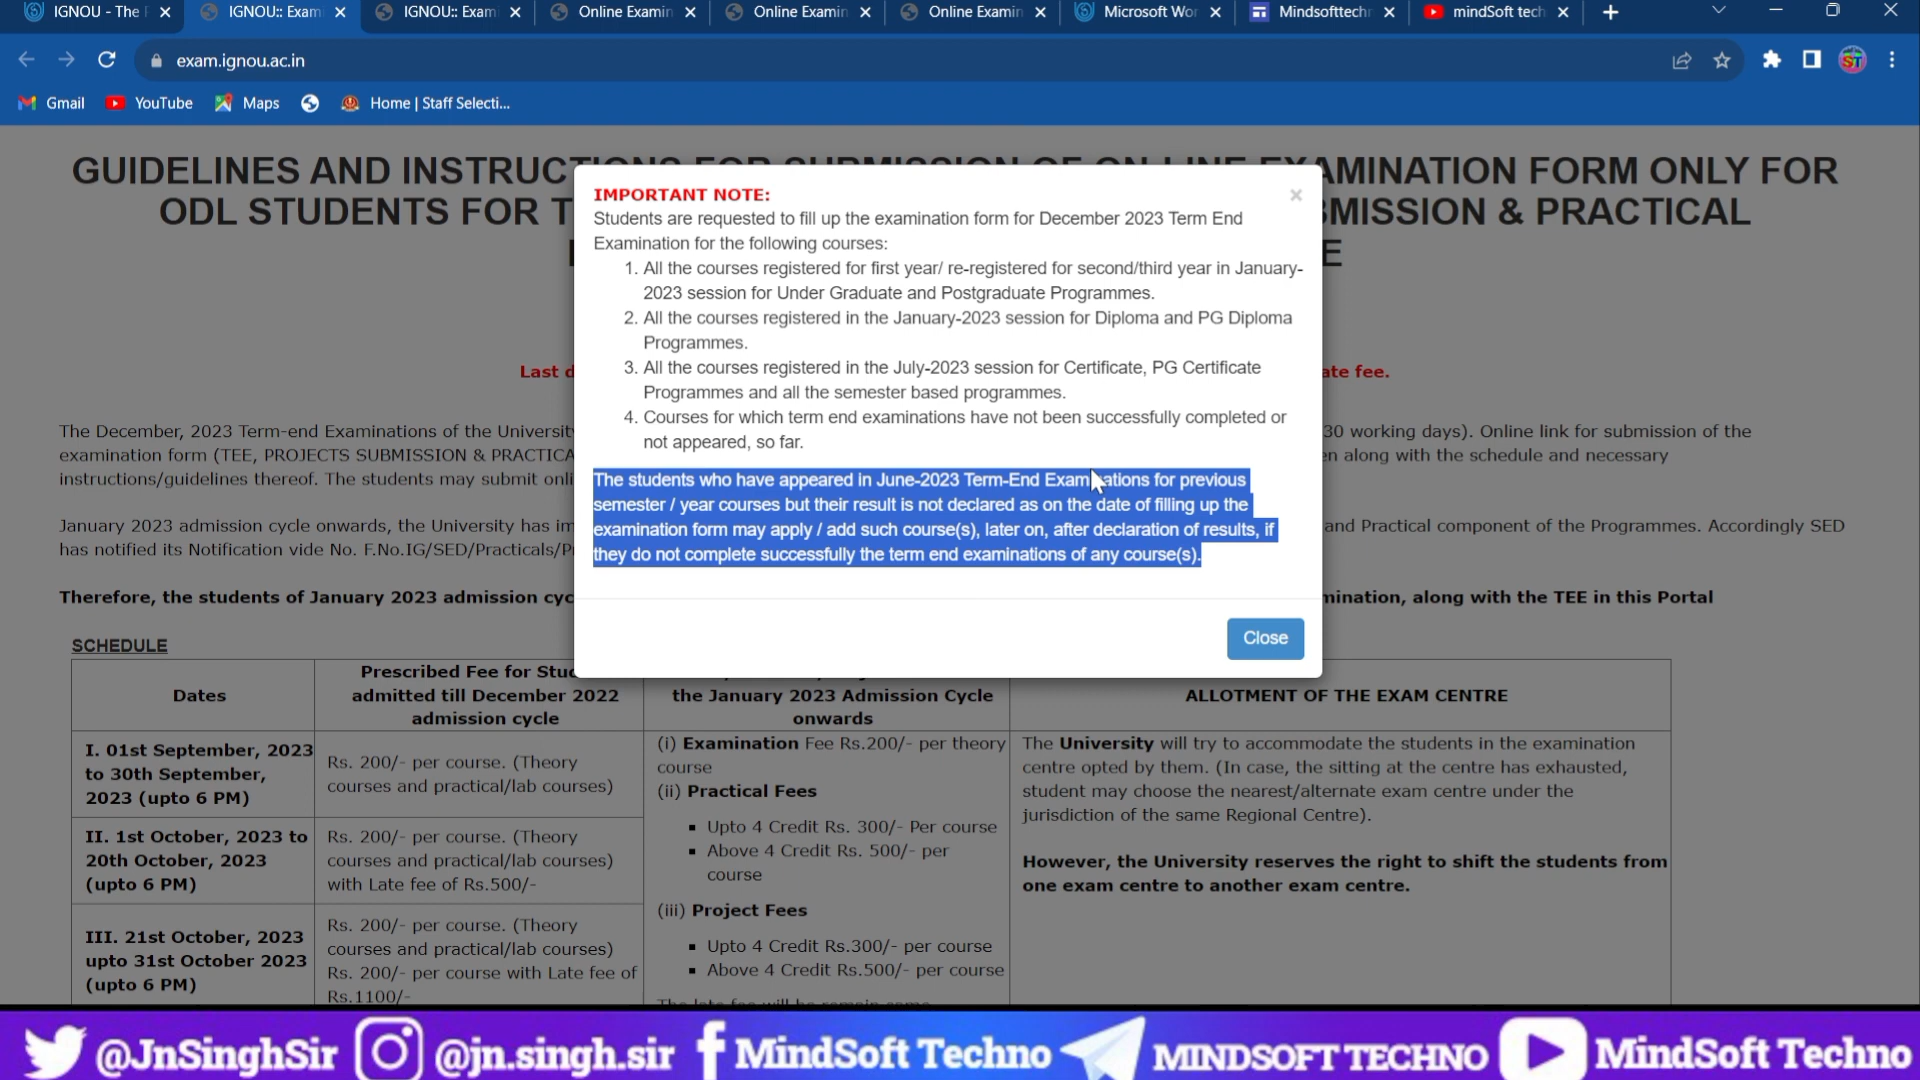 IGNOU - The F
IGNOU:: Exam
IGNOU:: Exam
Online Examin
Online Examin
Online Examin
Microsoft Wor
Mindsofttechn
mindSoft tech
exam.ignou.ac.in
Gmail YouTube Maps Home | Staff Selecti...
GUIDELINES AND INSTRUC
AMINATION FORM ONLY FOR
ODL STUDENTS FOR T
BMISSION & PRACTICAL
E
Last d
ate fee.
IMPORTANT NOTE:
Students are requested to fill up the examination form for December 2023 Term End
Examination for the following courses:
1. All the courses registered for first year/ re-registered for second/third year in January-
2023 session for Under Graduate and Postgraduate Programmes.
2. All the courses registered in the January-2023 session for Diploma and PG Diploma
Programmes.
3. All the courses registered in the July-2023 session for Certificate, PG Certificate
Programmes and all the semester based programmes.
4. Courses for which term end examinations have not been successfully completed or
not appeared, so far.
The students who have appeared in June-2023 Term-End Examinations for previous
semester / year courses but their result is not declared as on the date of filling up the
examination form may apply / add such course(s), later on, after declaration of results, if
they do not complete successfully the term end examinations of any course(s).
Close
The December, 2023 Term-end Examinations of the Universit
30 working days). Online link for submission of the
examination form (TEE, PROJECTS SUBMISSION & PRACTICA
en along with the schedule and necessary
instructions/guidelines thereof. The students may submit onli
January 2023 admission cycle onwards, the University has im
and Practical component of the Programmes. Accordingly SED
has notified its Notification vide No. F.No.IG/SED/Practicals/P
Therefore, the students of January 2023 admission cyc
mination, along with the TEE in this Portal
SCHEDULE
Dates
Prescribed Fee for Stud
admitted till December 2022
admission cycle
the January 2023 Admission Cycle
onwards
ALLOTMENT OF THE EXAM CENTRE
I. 01st September, 2023
to 30th September,
2023 (upto 6 PM)
Rs. 200/- per course. (Theory
courses and practical/lab courses)
II. 1st October, 2023 to
20th October, 2023
(upto 6 PM)
Rs. 200/- per course. (Theory
courses and practical/lab courses)
with Late fee of Rs.500/-
III. 21st October, 2023
upto 31st October 2023
(upto 6 PM)
Rs. 200/- per course. (Theory
courses and practical/lab courses)
Rs. 200/- per course with Late fee of
Rs.1100/-
(i) Examination Fee Rs.200/- per theory
course
(ii) Practical Fees
▪ Upto 4 Credit Rs. 300/- Per course
▪ Above 4 Credit Rs. 500/- per
course
(iii) Project Fees
▪ Upto 4 Credit Rs.300/- per course
▪ Above 4 Credit Rs.500/- per course
The University will try to accommodate the students in the examination
centre opted by them. (In case, the sitting at the centre has exhausted,
student may choose the nearest/alternate exam centre under the
jurisdiction of the same Regional Centre).
However, the University reserves the right to shift the students from
one exam centre to another exam centre.
@JnSinghSir @jn.singh.sir MindSoft Techno MINDSOFT TECHNO MindSoft Techno